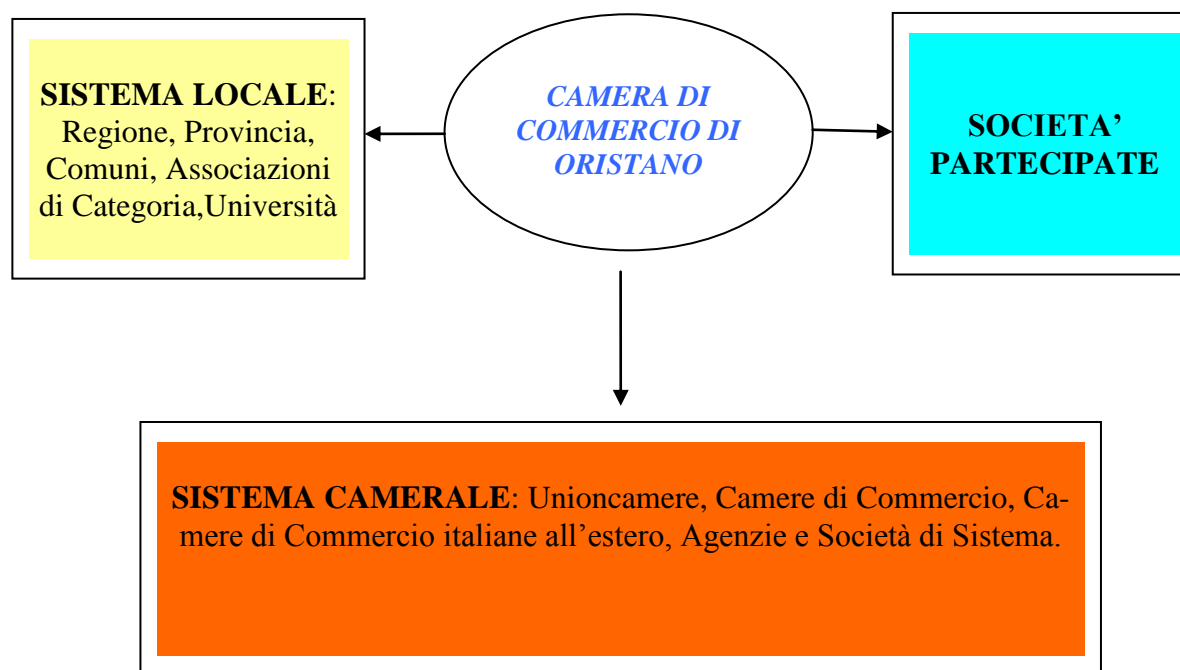 SISTEMA LOCALE:
Regione, Provincia,
Comuni, Associazioni
di Categoria,Università
CAMERA DI
COMMERCIO DI
ORISTANO
SOCIETA’
PARTECIPATE
SISTEMA CAMERALE: Unioncamere, Camere di Commercio, Ca-
mere di Commercio italiane all’estero, Agenzie e Società di Sistema.